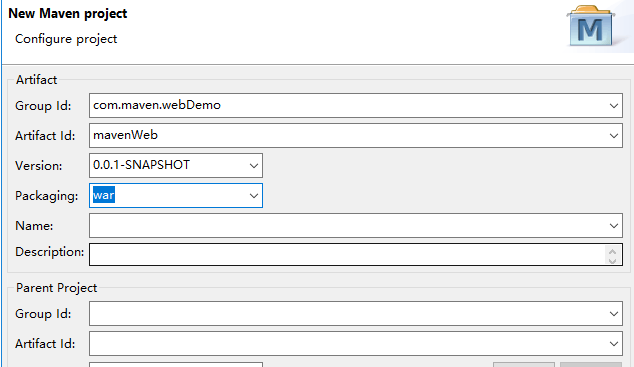 New Maven project
Configure project
M
Artifact
Group Id: com.maven.webDemo
Artifact Id: mavenWeb
Version: 0.0.1-SNAPSHOT
Packaging: war
Name:
Description:
Parent Project
Group Id:
Artifact Id: